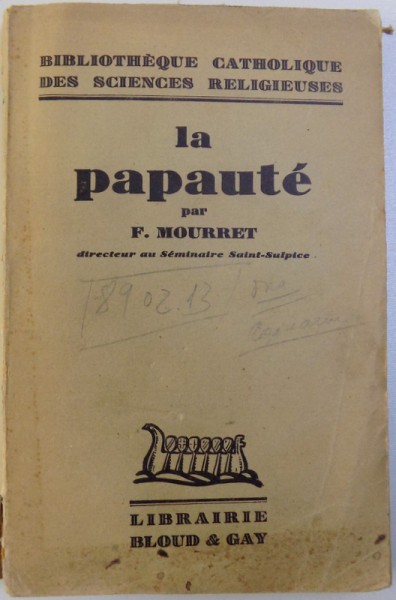 BIBLIOTHÈQUE CATHOLIQUE
DES SCIENCES RELIGIEUSES
la
papauté
par
F. MOURRET
directeur au Séminaire Saint-Sulpice
89 02.13
LIBRAIRIE
BLOUD & GAY